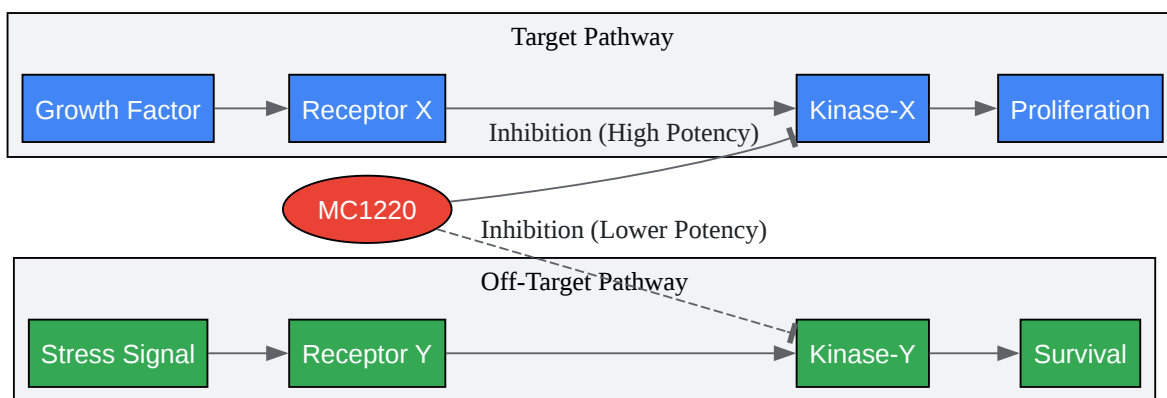 Target Pathway
Growth Factor
Receptor X
Kinase-X
Proliferation
Inhibition (High Potency)
MC1220
Inhibition (Lower Potency)
Off-Target Pathway
Stress Signal
Receptor Y
Kinase-Y
Survival